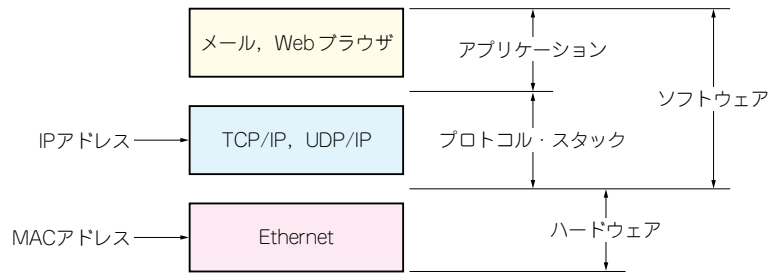 メール，Webブラウザ
アプリケーション
ソフトウェア
IPアドレス
TCP/IP，UDP/IP
プロトコル・スタック
MACアドレス
Ethernet
ハードウェア